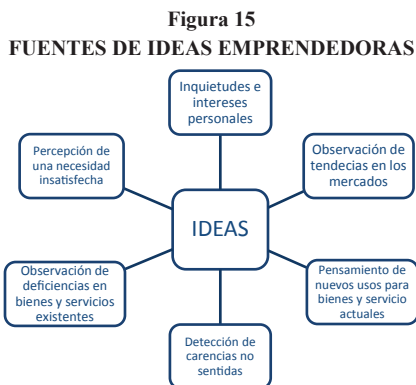 Figura 15
FUENTES DE IDEAS EMPRENDEDORAS
Inquietudes e
intereses
personales
Percepción de
una necesidad
insatisfecha
Observación de
tendecias en los
mercados
IDEAS
Observación de
deficiencias en
bienes y servicios
existentes
Pensamiento de
nuevos usos para
bienes y servicio
actuales
Detección de
carencias no
sentidas